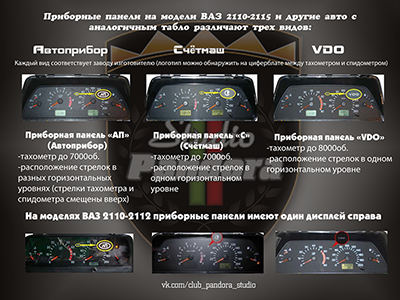 Приборные панели на модели ВАЗ 2110-2115 и другие авто с
аналогичным табло различают трех видов:
Автоприбор Счётмаш VDO
Каждый вид соответствует заводу изготовителю (логотип можно обнаружить на циферблате между тахометром и спидометром)
Приборная панель «АП»
(Автоприбор)
-тахометр до 7000об.
-расположение стрелок в
разных горизонтальных
уровнях (стрелки тахометра и
спидометра смещены вверх)
Приборная панель «С»
(Счётмаш)
-тахометр до 7000об.
-расположение стрелок в
одном горизонтальном
уровне
Приборная панель «VDO»
-тахометр до 8000об.
-расположение стрелок в одном
горизонтальном уровне
Studio
Pandora
На моделях ВАЗ 2110-2112 приборные панели имеют один дисплей справа
vk.com/club_pandora_studio